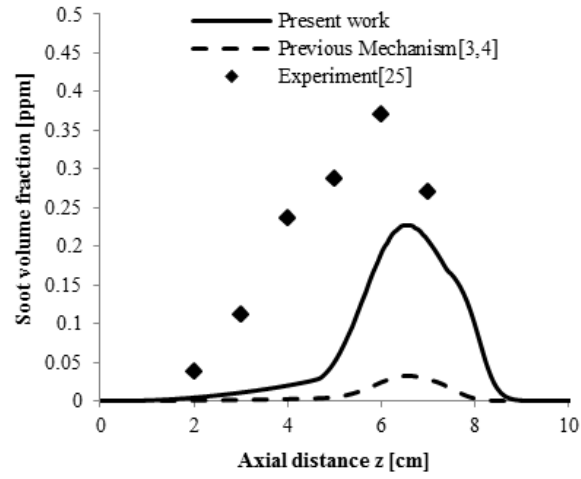 0.5
0.45
0.4
0.35
0.3
0.25
0.2
0.15
0.1
0.05
0
Soot volume fraction [ppm]
Present work
Previous Mechanism[3,4]
Experiment[25]
0 2 4 6 8 10
Axial distance z [cm]